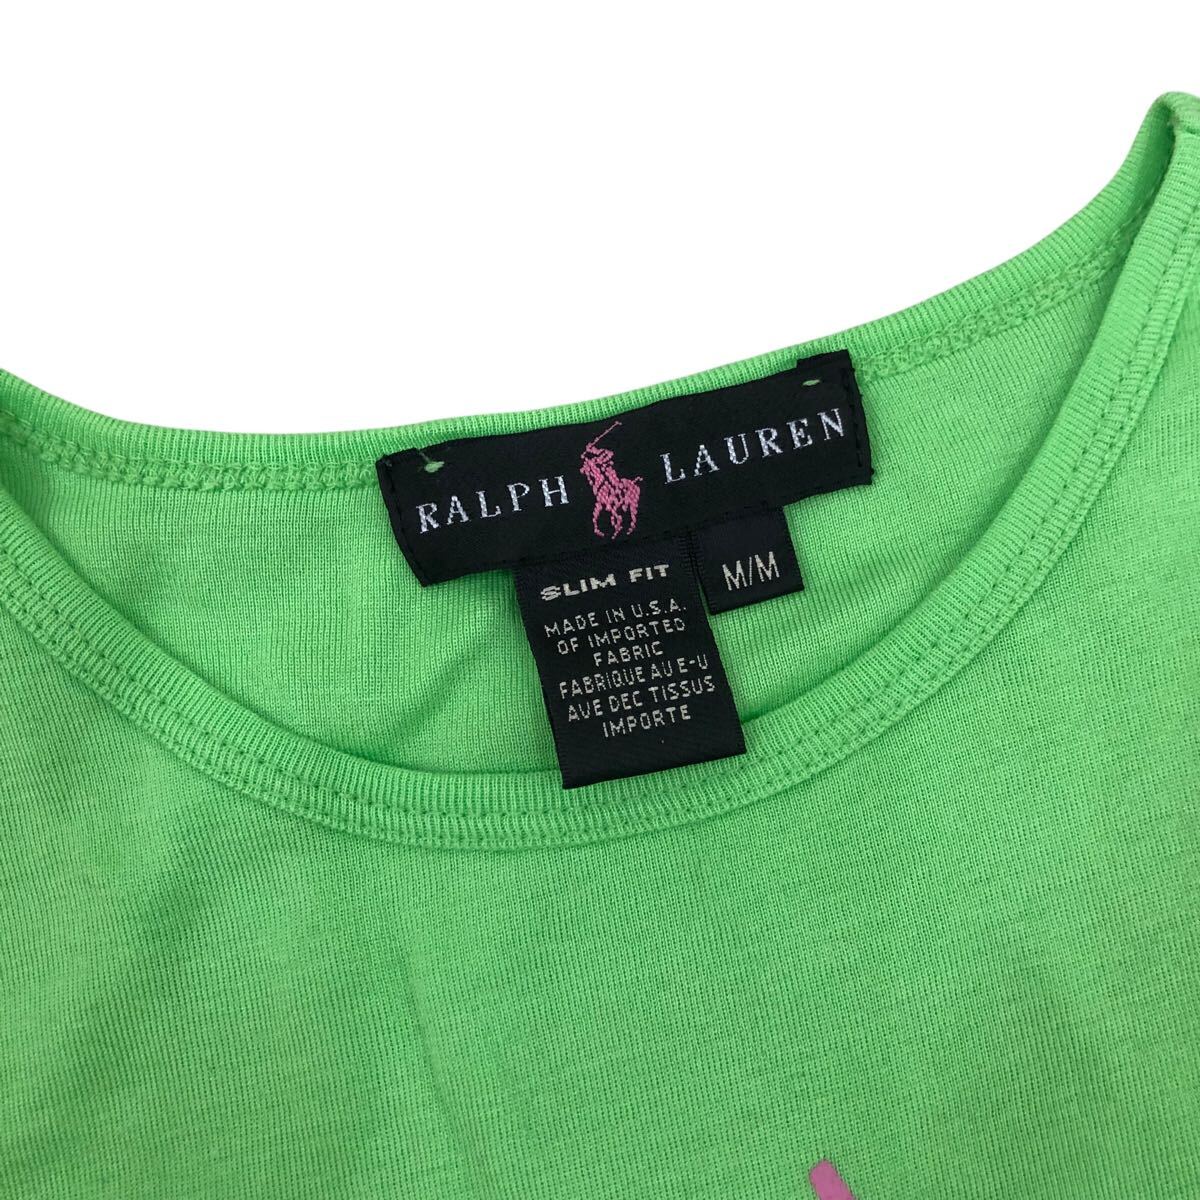 RALPH LAUREN
SLIM FIT
MADE IN U.S.A.
OF IMPORTED
FABRIC
FABRIQUE AU E-U
AVE DEC TISSUS
IMPORTE
M/M